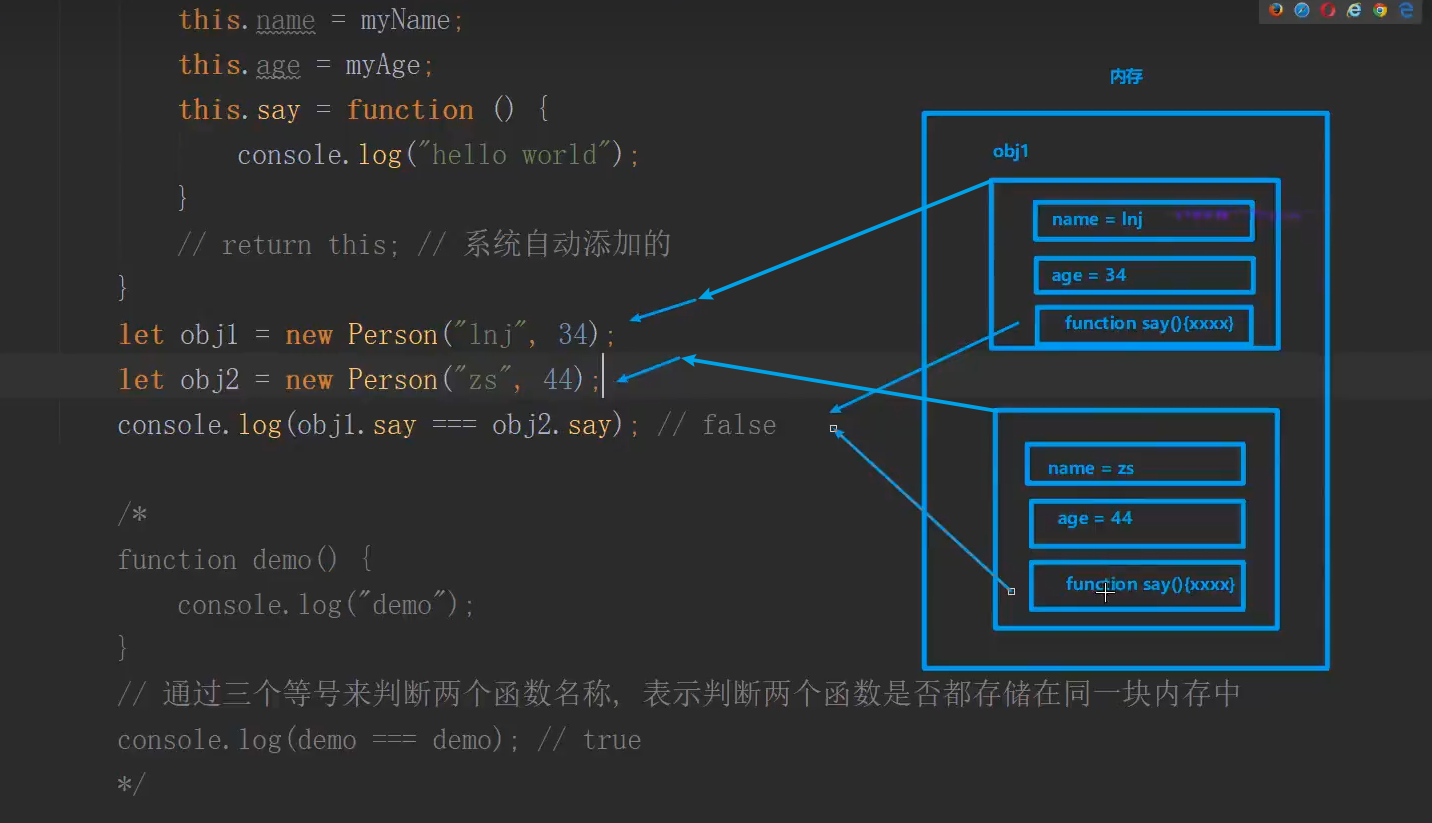 this.name = myName;
this.age = myAge;
this.say = function () {
console.log("hello world");
}
// return this; // 系统自动添加的
}
let obj1 = new Person("lnj", 34);
let obj2 = new Person("zs", 44);
console.log(obj1.say === obj2.say); // false
/*
function demo() {
console.log("demo");
}
// 通过三个等号来判断两个函数名称, 表示判断两个函数是否都存储在同一块内存中
console.log(demo === demo); // true
*/
内存
obj1
name = lnj
age = 34
function say(){xxxx}
name = zs
age = 44
function say(){xxxx}